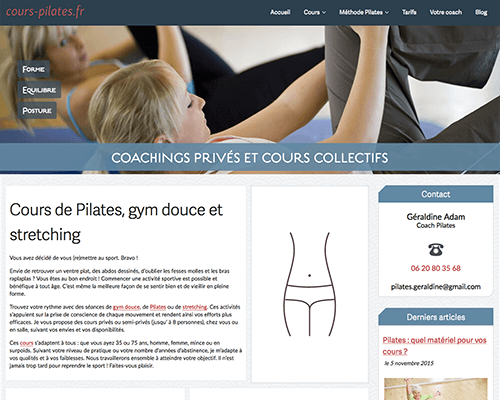 cours-pilates.fr
Accueil Cours Méthode Pilates Tarifs Votre coach Blog
Forme
Equilibre
Posture
COACHINGS PRIVÉS ET COURS COLLECTIFS
Cours de Pilates, gym douce et
stretching
Vous avez décidé de vous (re)mettre au sport. Bravo !
Envie de retrouver un ventre plat, des abdos dessinés, d'oublier les fesses molles et les bras
raplaplas ? Vous êtes au bon endroit ! Commencer une activité sportive est possible et
bénéfique à tout âge. C'est même la meilleure façon de se sentir bien et de vieillir en pleine
forme.
Trouvez votre rythme avec des séances de gym douce, de Pilates ou de stretching. Ces activités
s'appuient sur la prise de conscience de chaque mouvement et rendent ainsi vos efforts plus
efficaces. Je vous propose des cours privés ou semi-privés (jusqu' à 8 personnes), chez vous ou
en salle, suivant vos envies et vos disponibilités.
Ces cours s'adaptent à tous : que vous ayez 35 ou 75 ans, homme, femme, mince ou en
surpoids. Suivant votre niveau de pratique ou votre nombre d'années d'abstinence, je m'adapte à
vos qualités et à vos faiblesses. Nous travaillerons ensemble à atteindre votre objectif. Il n'est
jamais trop tard pour reprendre le sport ! Faites-vous plaisir.
Contact
Géraldine Adam
Coach Pilates
06 20 80 35 68
pilates.geraldine@gmail.com
Derniers articles
Pilates : quel matériel pour vos
cours ?
le 5 novembre 2015